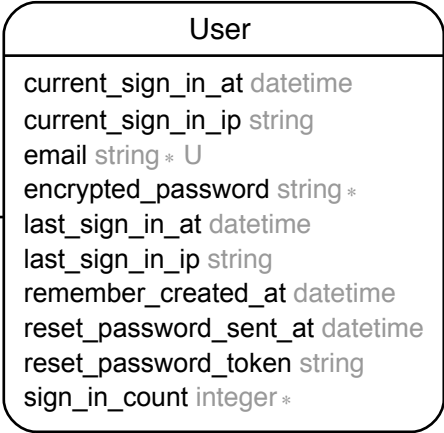 User
current_sign_in_at datetime
current_sign_in_ip string
email string * U
encrypted_password string *
last_sign_in_at datetime
last_sign_in_ip string
remember_created_at datetime
reset_password_sent_at datetime
reset_password_token string
sign_in_count integer *